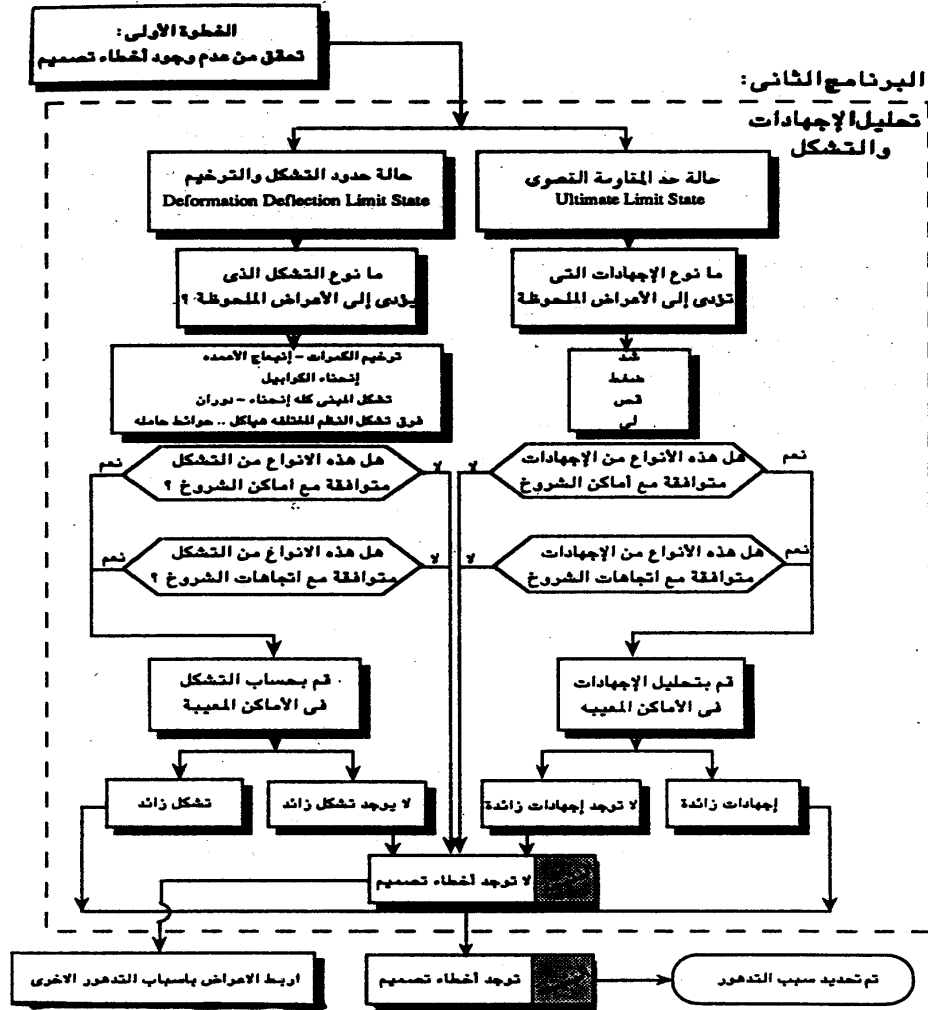 الخطوة الأولى:
تحقق من عدم وجود أخطاء تصميم
البرنامج الثانى:
تحليل الإجهادات
والتشكل
حالة حد المقاومة القصوى
Ultimate Limit State
حالة حدود التشكل والترخيم
Deformation Deflection Limit State
ما نوع الإجهادات التى
تؤدى إلى الأعراض الملحوظة ؟
ما نوع التشكل الذى
يؤدى إلى الأعراض الملحوظة ؟
شد
ضغط
قص
لى
ترخيم الكمرات – إنبعاج الأعمده
إنحناء الكوابيل
تشكل المبنى كله إنحناء – دوران
فرق تشكل النظم المختلفه هياكل .. حوائط حامله
نعم
هل هذه الأنواع من الإجهادات
متوافقة مع أماكن الشروخ
لا
لا
هل هذه الانواع من التشكل
متوافقة مع اماكن الشروخ ؟
نعم
نعم
هل هذه الأنواع من الإجهادات
متوافقة مع اتجاهات الشروخ
لا
لا
هل هذه الانواع من التشكل
متوافقة مع اتجاهات الشروخ ؟
نعم
قم بتحليل الإجهادات
فى الأماكن المعيبه
قم بحساب التشكل
فى الأماكن المعيبة
إجهادات زائدة
لا توجد إجهادات زائدة
لا يوجد تشكل زائد
تشكل زائد
لا توجد أخطاء تصميم
تم تحديد سبب التدهور
توجد أخطاء تصميم
اربط الاعراض باسباب التدهور الاخرى